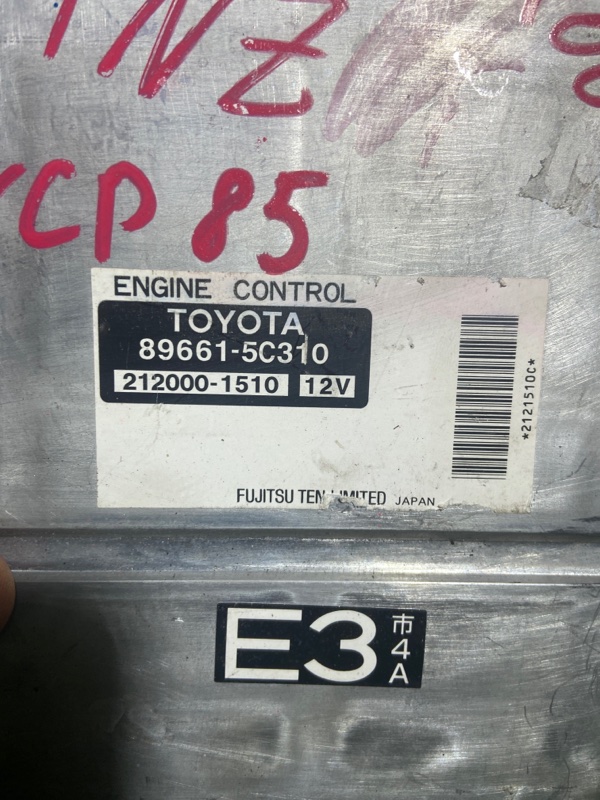 1NZ
CP 85
ENGINE CONTROL
TOYOTA
89661-5C310
212000-1510 12V
*2121510C*
FUJITSU TEN LIMITED JAPAN
E3 市4A